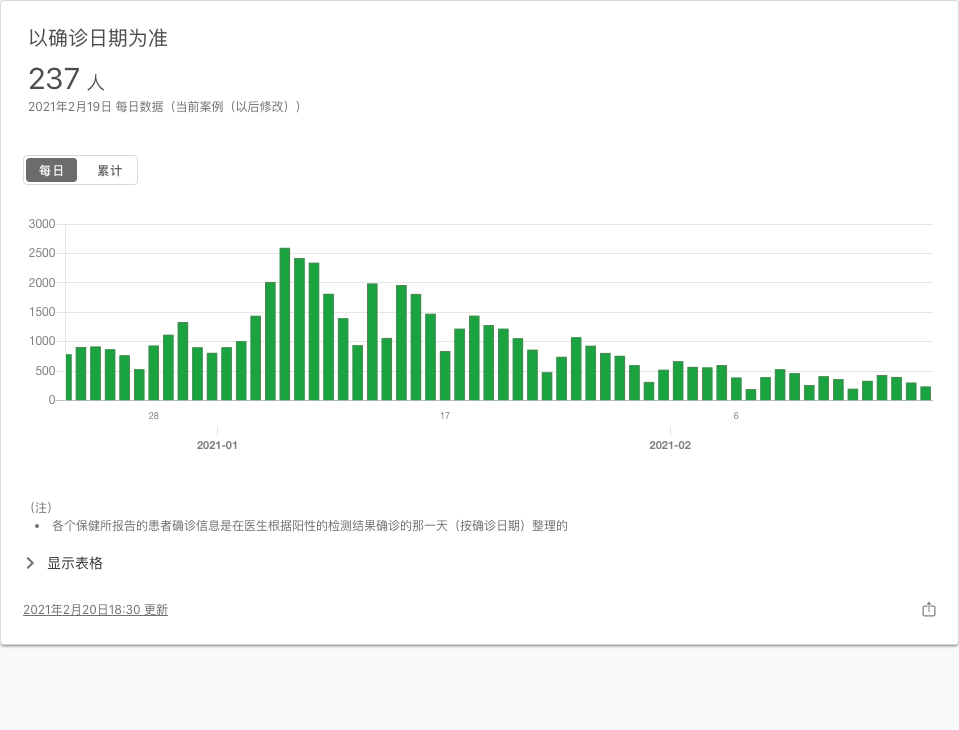 以确诊日期为准
237 人
2021年2月19日 每日数据（当前案例（以后修改））
每日 累计
3000
2500
2000
1500
1000
500
0
28 17 6
2021-01 2021-02
（注）
• 各个保健所报告的患者确诊信息是在医生根据阳性的检测结果确诊的那一天（按确诊日期）整理的
显示表格
2021年2月20日18:30 更新